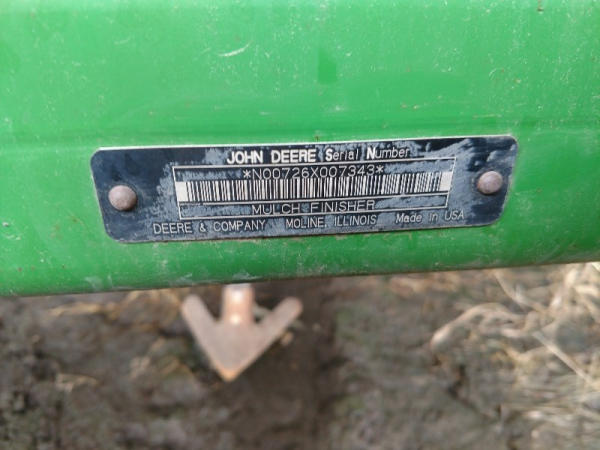 JOHN DEERE Serial Number
*N00726X007343*
MULCH FINISHER
DEERE & COMPANY MOLINE, ILLINOIS Made in USA